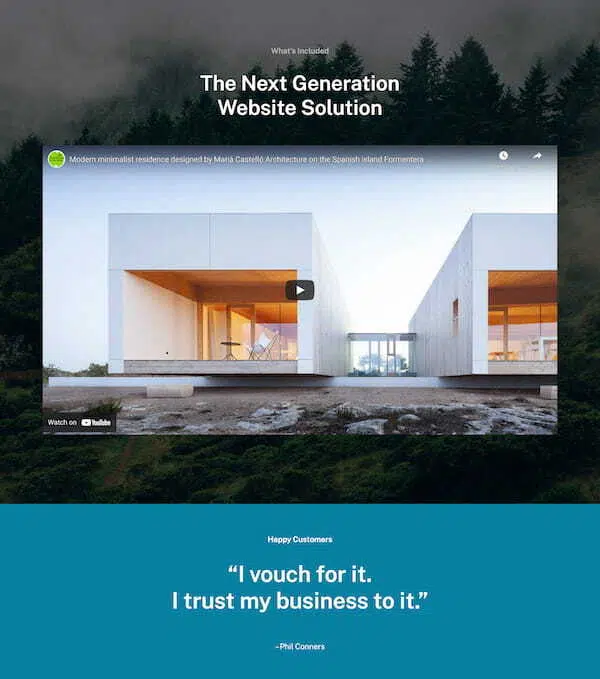 What's Included
The Next Generation
Website Solution
Modern minimalist residence designed by Marià Castelló Architecture on the Spanish island Formentera
Watch on YouTube
Happy Customers
“I vouch for it.
I trust my business to it.”
- Phil Conners